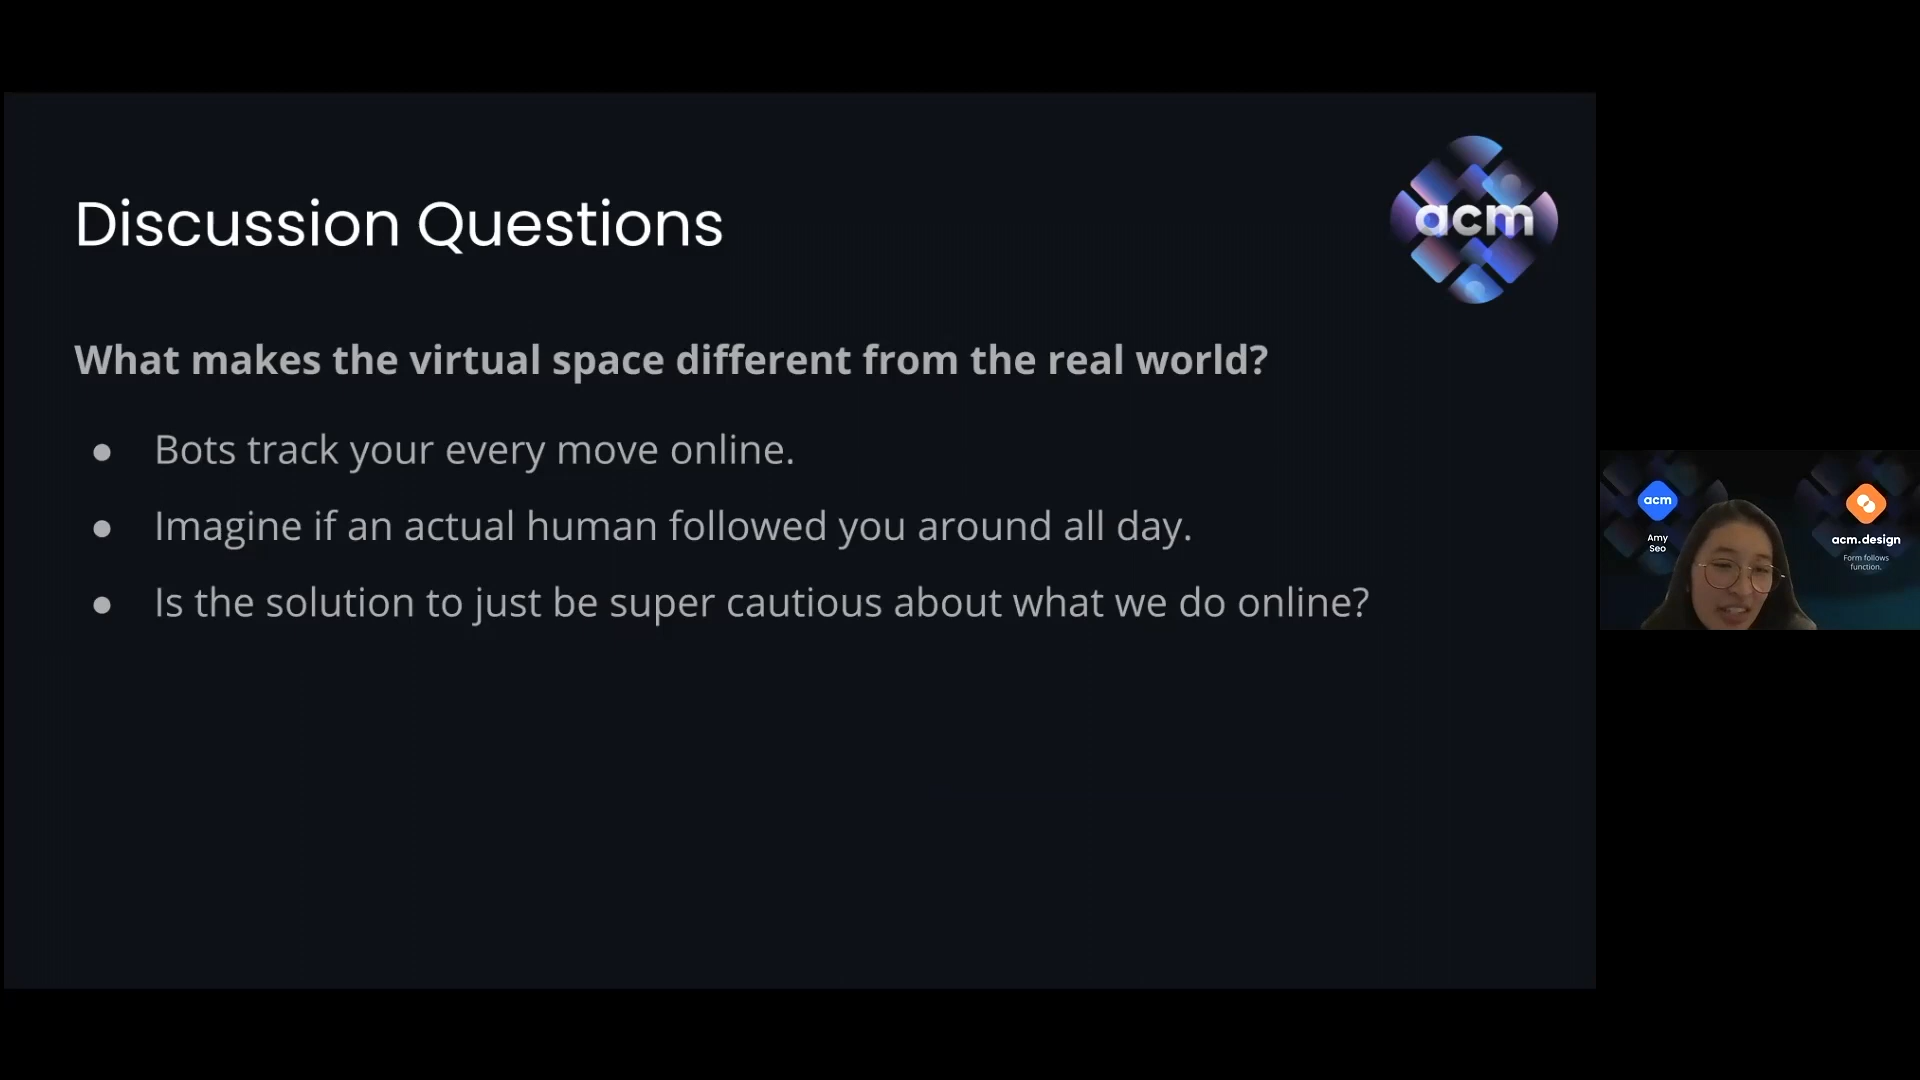 Discussion Questions
acm
What makes the virtual space different from the real world?
● Bots track your every move online.
● Imagine if an actual human followed you around all day.
● Is the solution to just be super cautious about what we do online?
acm
Amy
Seo
acm.design
Form follows
function.